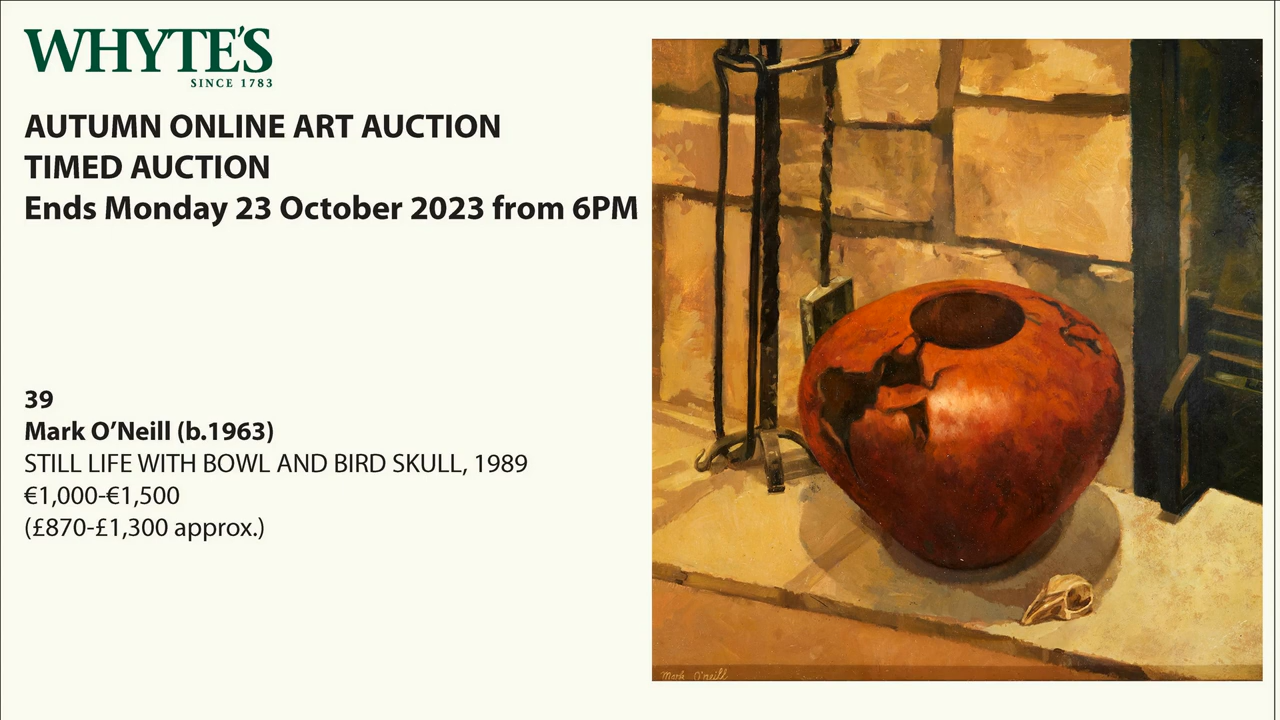 WHYTE'S
SINCE 1783
AUTUMN ONLINE ART AUCTION
TIMED AUCTION
Ends Monday 23 October 2023 from 6PM
39
Mark O’Neill (b.1963)
STILL LIFE WITH BOWL AND BIRD SKULL, 1989
€1,000-€1,500
(£870-£1,300 approx.)
Mark O'neill